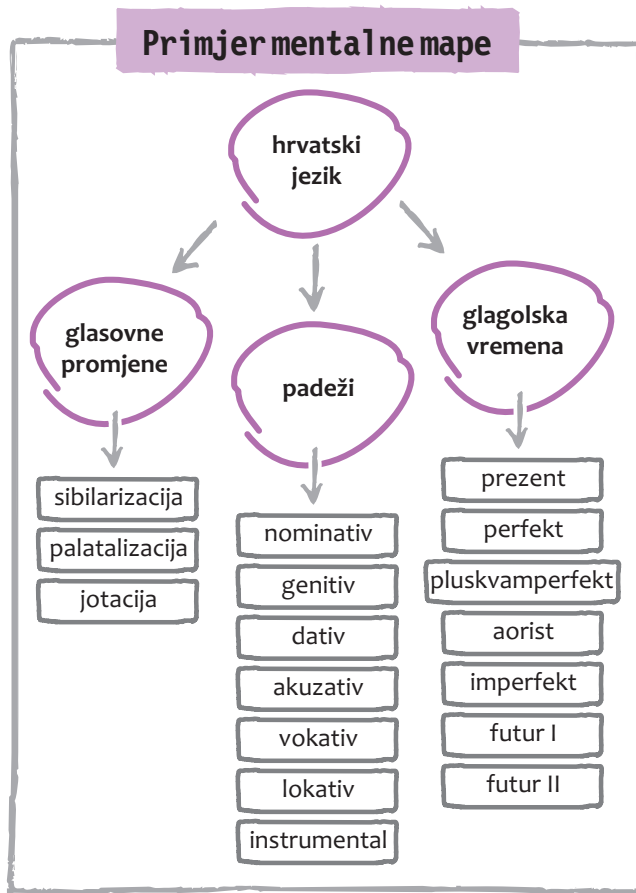 Primjer mentalne mape
hrvatski
jezik
glasovne
promjene
sibilarizacija
palatalizacija
jotacija
padeži
nominativ
genitiv
dativ
akuzativ
vokativ
lokativ
instrumental
glagolska
vremena
prezent
perfekt
pluskvamperfekt
aorist
imperfekt
futur I
futur II